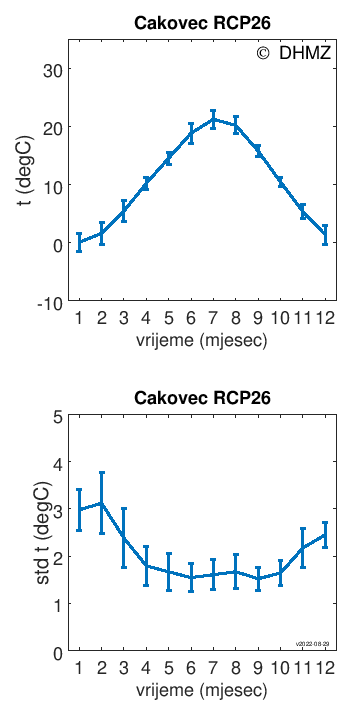 Cakovec RCP26
© DHMZ
t (degC)
30
20
10
0
-10
1 2 3 4 5 6 7 8 9 10 11 12
vrijeme (mjesec)
Cakovec RCP26
std t (degC)
5
4
3
2
1
0
v2022-08-29
1 2 3 4 5 6 7 8 9 10 11 12
vrijeme (mjesec)